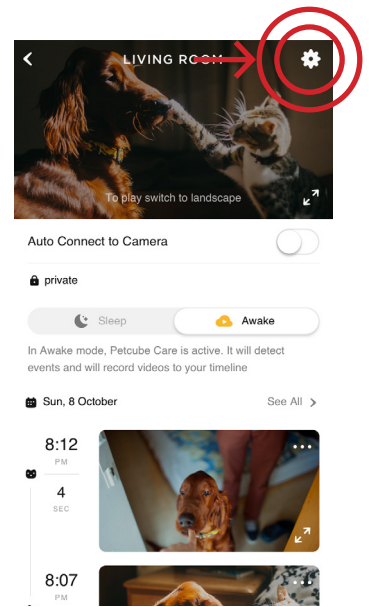 LIVING ROOM
To play switch to landscape
Auto Connect to Camera
private
Sleep
Awake
In Awake mode, Petcube Care is active. It will detect
events and will record videos to your timeline
Sun, 8 October
See All
8:12
PM
4
SEC
8:07
PM